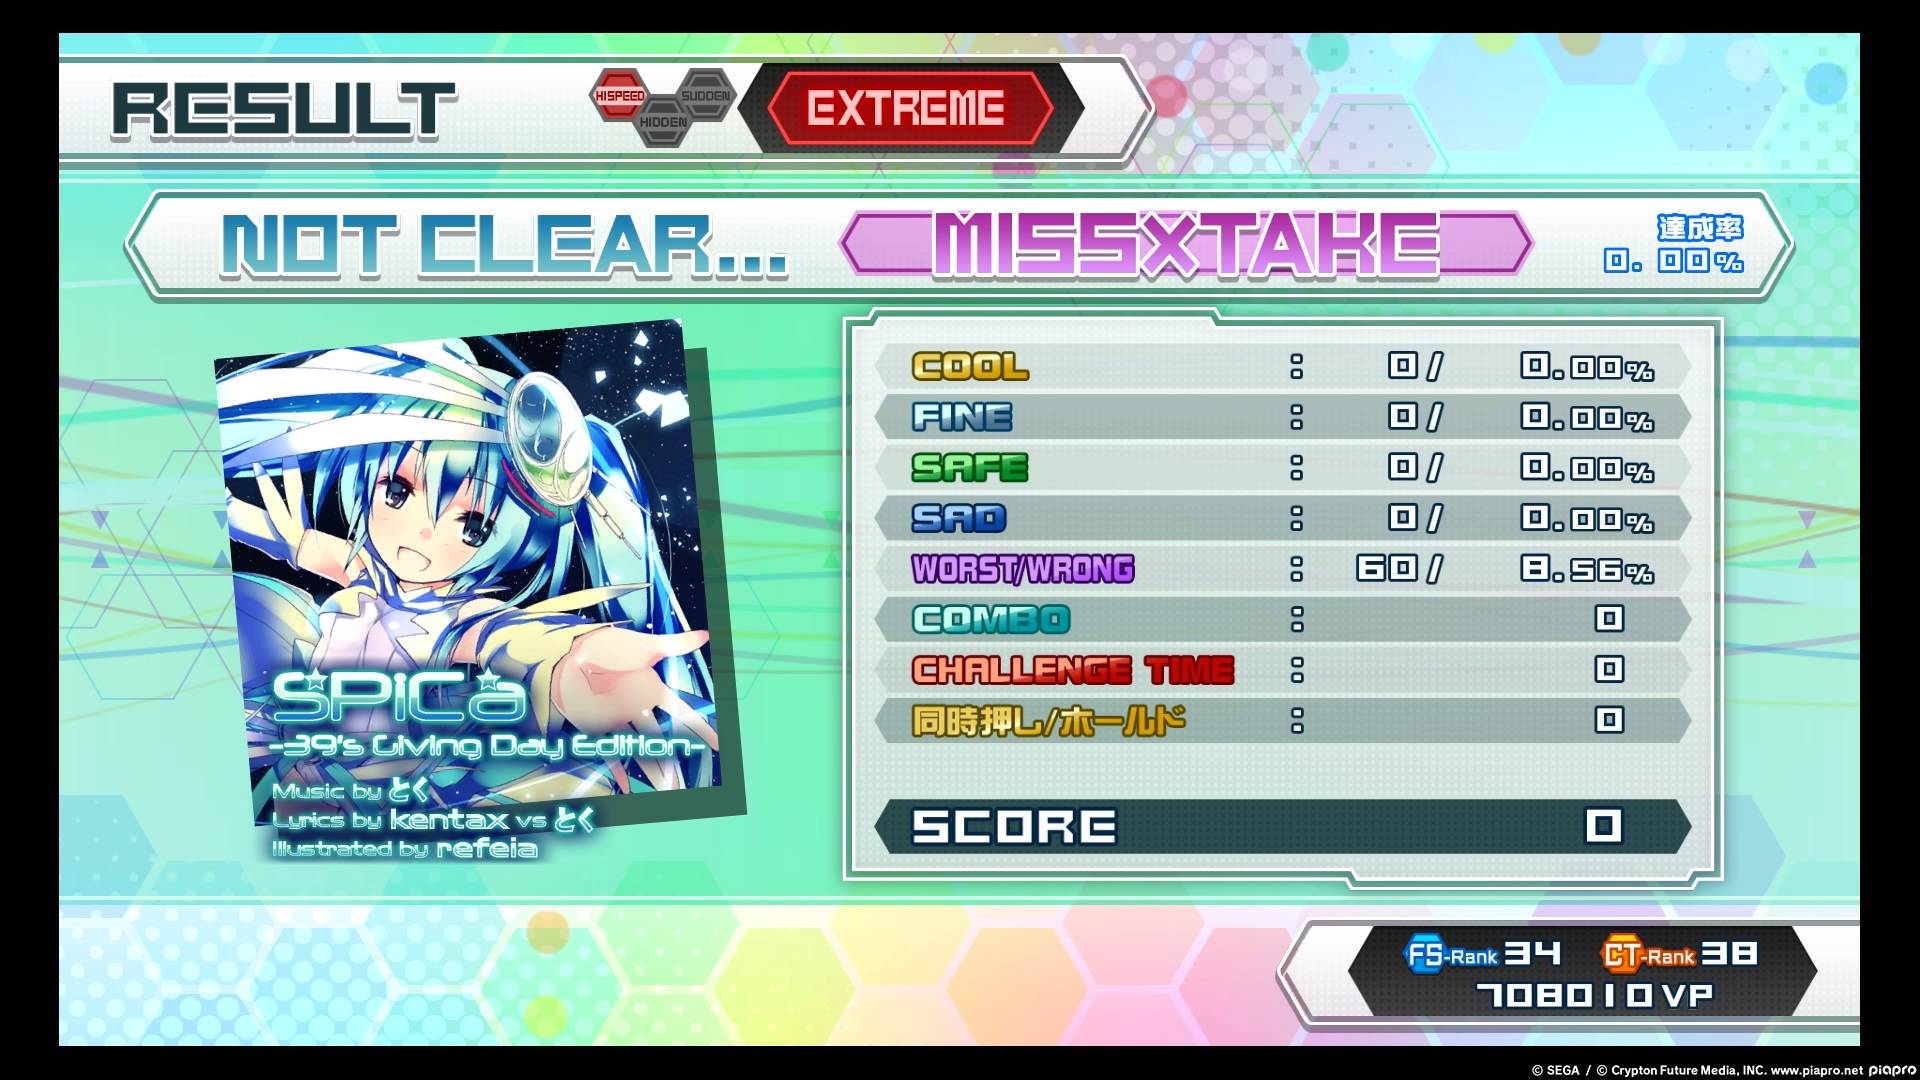 RESULT
HISPEED
HIDDEN
SUDDEN
EXTREME
NOT CLEAR...
MISS×TAKE
達成率
0.00%
COOL : 0/ 0.00%
FINE : 0/ 0.00%
SAFE : 0/ 0.00%
SAD : 0/ 0.00%
WORST/WRONG : 60/ 8.56%
COMBO : 0
CHALLENGE TIME : 0
同時押し/ホールド : 0
SCORE 0
SPiCa
-39's Giving Day Edition-
Music by とく
Lyrics by kentax vs とく
Illustrated by refeia
FS-Rank 34 CT-Rank 38
708010VP
© SEGA / © Crypton Future Media, INC. www.piapro.net piapro